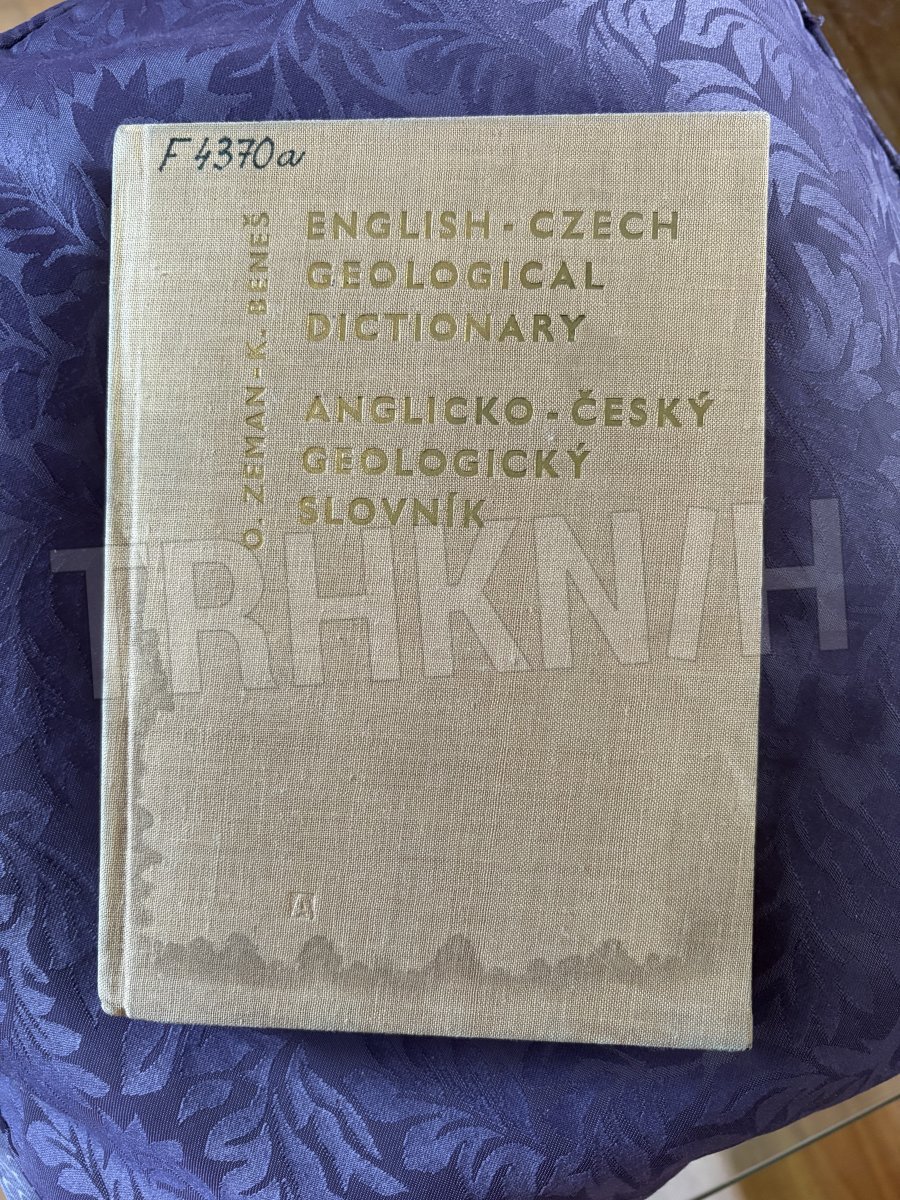 F 4370a
O. ZEMAN - K. BENEŠ
ENGLISH - CZECH
GEOLOGICAL
DICTIONARY
ANGLICKO - ČESKÝ
GEOLOGICKÝ
SLOVNÍK
TRHKNIH
A